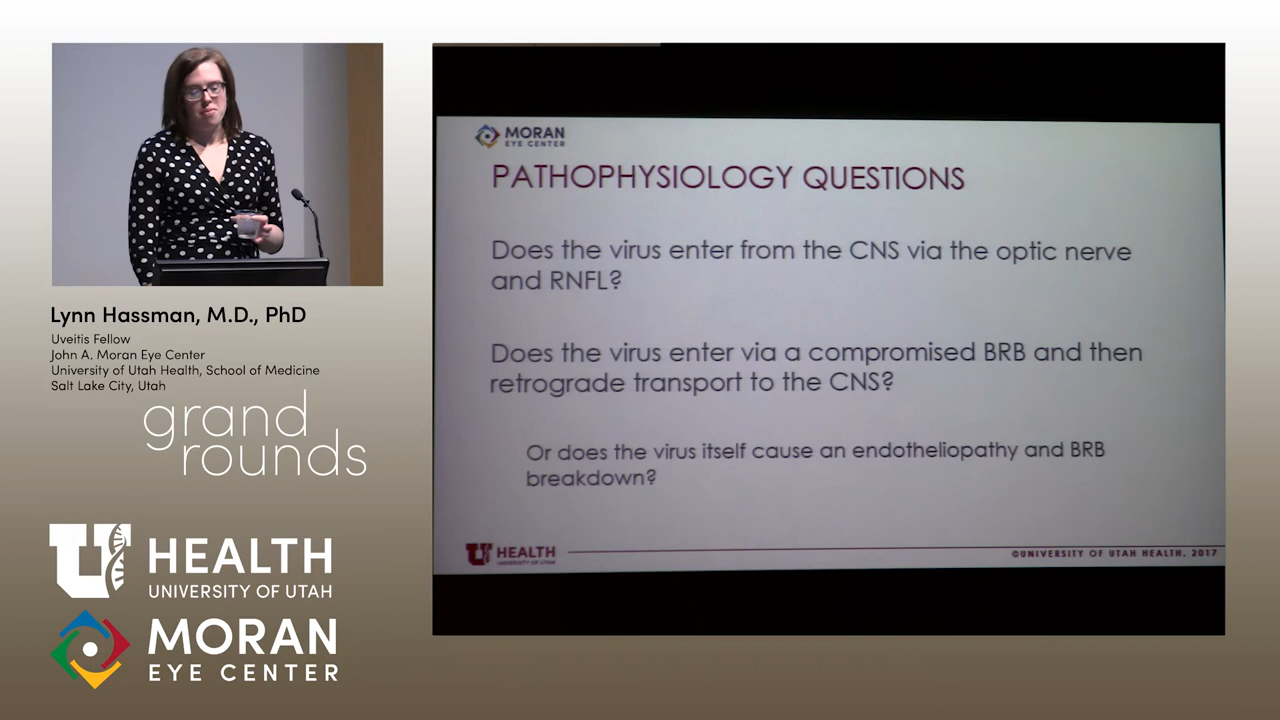 Lynn Hassman, M.D., PhD
Uveitis Fellow
John A. Moran Eye Center
University of Utah Health, School of Medicine
Salt Lake City, Utah
grand
rounds
U
HEALTH
UNIVERSITY OF UTAH
MORAN
EYE CENTER
MORAN
EYE CENTER
PATHOPHYSIOLOGY QUESTIONS
Does the virus enter from the CNS via the optic nerve
and RNFL?
Does the virus enter via a compromised BRB and then
retrograde transport to the CNS?
Or does the virus itself cause an endotheliopathy and BRB
breakdown?
U
HEALTH
UNIVERSITY OF UTAH
©UNIVERSITY OF UTAH HEALTH, 2017